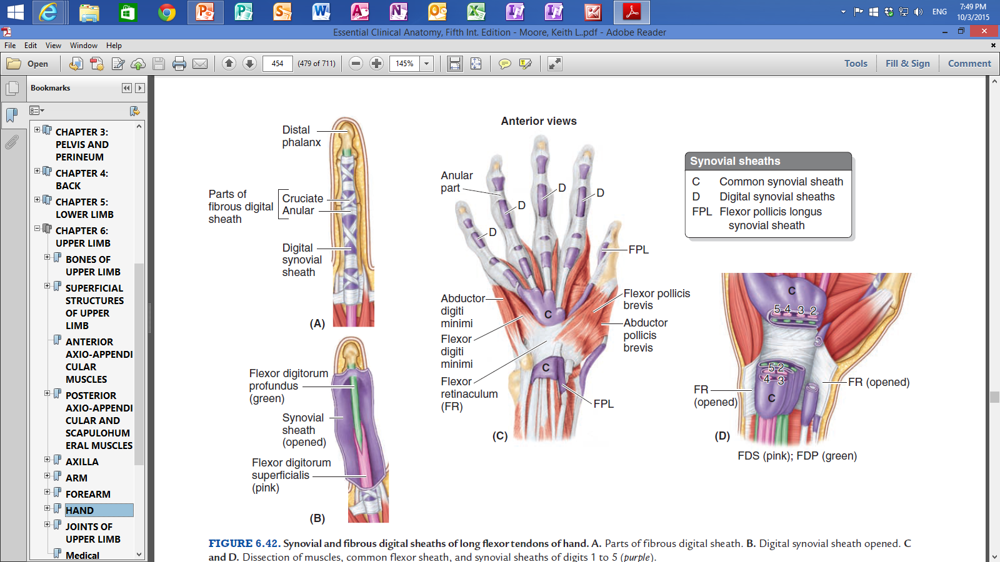 7:49 PM
ENG
10/3/2015
Essential Clinical Anatomy, Fifth Int. Edition - Moore, Keith L..pdf - Adobe Reader
File Edit View Window Help
Open
454
(479 of 711)
145%
Tools
Fill & Sign
Comment
Bookmarks
CHAPTER 3:
PELVIS AND
PERINEUM
CHAPTER 4:
BACK
CHAPTER 5:
LOWER LIMB
CHAPTER 6:
UPPER LIMB
BONES OF
UPPER LIMB
SUPERFICIAL
STRUCTURES
OF UPPER
LIMB
ANTERIOR
AXIO-APPENDI
CULAR
MUSCLES
POSTERIOR
AXIO-APPENDI
CULAR AND
SCAPULOHUM
ERAL MUSCLES
AXILLA
ARM
FOREARM
HAND
JOINTS OF
UPPER LIMB
Medical
Distal
phalanx
Parts of
fibrous digital
sheath
Cruciate
Anular
Digital
synovial
sheath
(A)
Flexor digitorum
profundus
(green)
Synovial
sheath
(opened)
Flexor digitorum
superficialis
(pink)
(B)
Anterior views
Anular
part
D
D
D
D
FPL
Abductor
digiti
minimi
Flexor
digiti
minimi
Flexor
retinaculum
(FR)
C
C
Flexor pollicis
brevis
Abductor
pollicis
brevis
FPL
(C)
Synovial sheaths
C Common synovial sheath
D Digital synovial sheaths
FPL Flexor pollicis longus
synovial sheath
C
5 4 3 2
5 2
4 3
C
FR
(opened)
FR (opened)
(D)
FDS (pink); FDP (green)
FIGURE 6.42. Synovial and fibrous digital sheaths of long flexor tendons of hand. A. Parts of fibrous digital sheath. B. Digital synovial sheath opened. C
and D. Dissection of muscles, common flexor sheath, and synovial sheaths of digits 1 to 5 (purple).